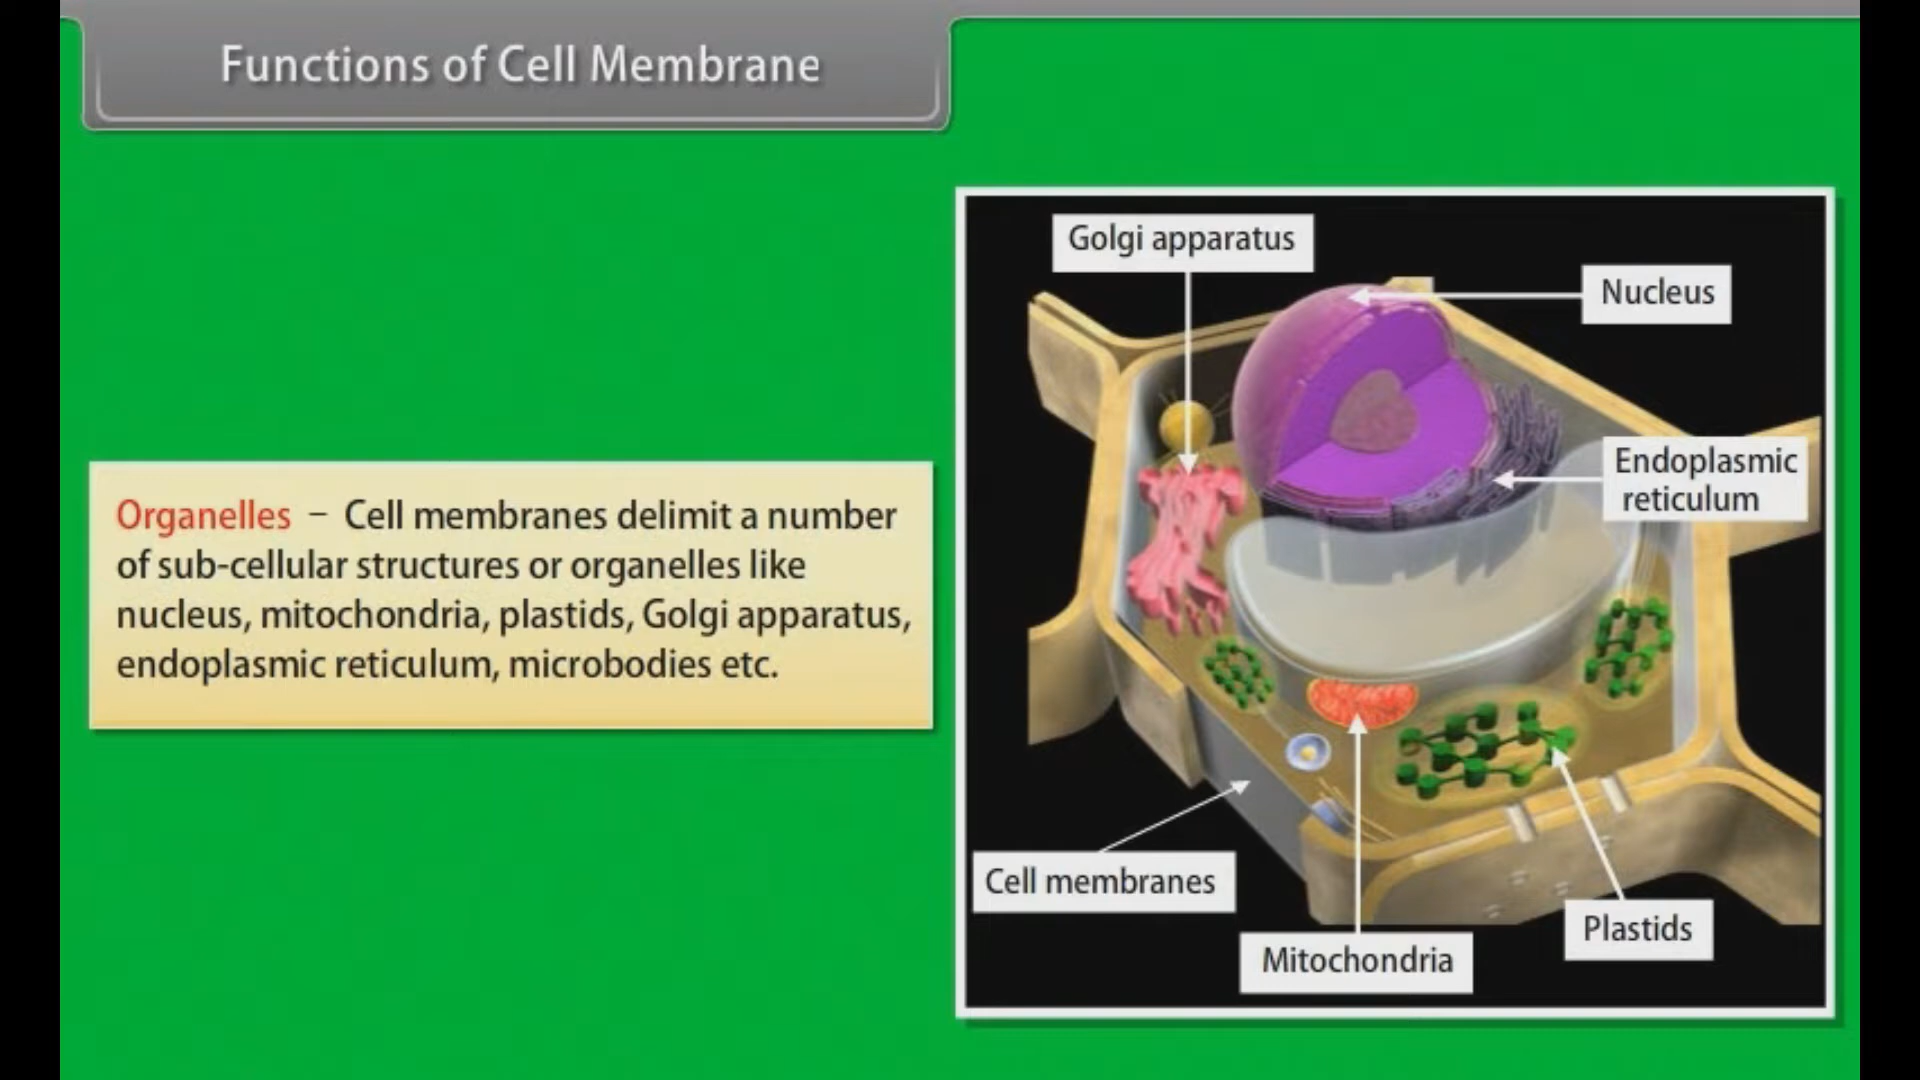 Functions of Cell Membrane
Organelles – Cell membranes delimit a number
of sub-cellular structures or organelles like
nucleus, mitochondria, plastids, Golgi apparatus,
endoplasmic reticulum, microbodies etc.
Golgi apparatus
Nucleus
Endoplasmic
reticulum
Cell membranes
Plastids
Mitochondria